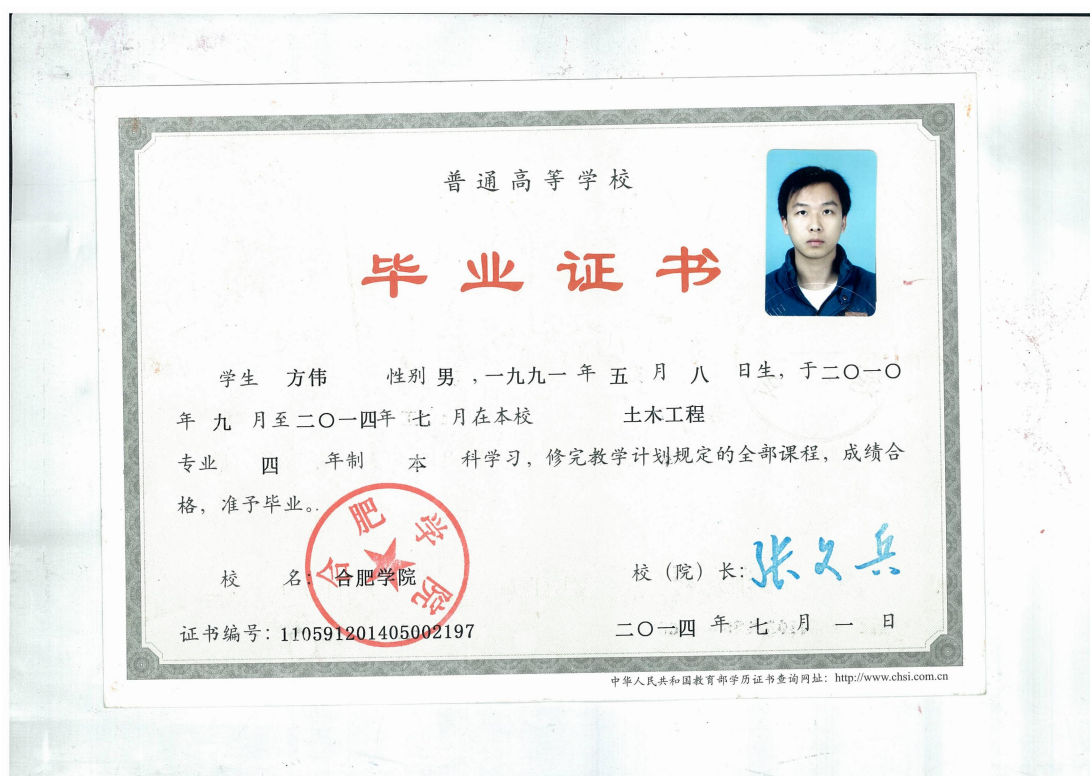 普通高等学校
毕业证书
学生 方伟 性别 男 ，一九九一 年 五 月 八 日生，于二〇一〇
年 九 月至二〇一四年 七 月在本校 土木工程
专业 四 年制 本 科学习，修完教学计划规定的全部课程，成绩合
格，准予毕业。
合肥学院
校 名：合肥学院
校（院）长：张文兵
证书编号：110591201405002197
二〇一四 年 七 月 一 日
中华人民共和国教育部学历证书查询网址：http://www.chsi.com.cn